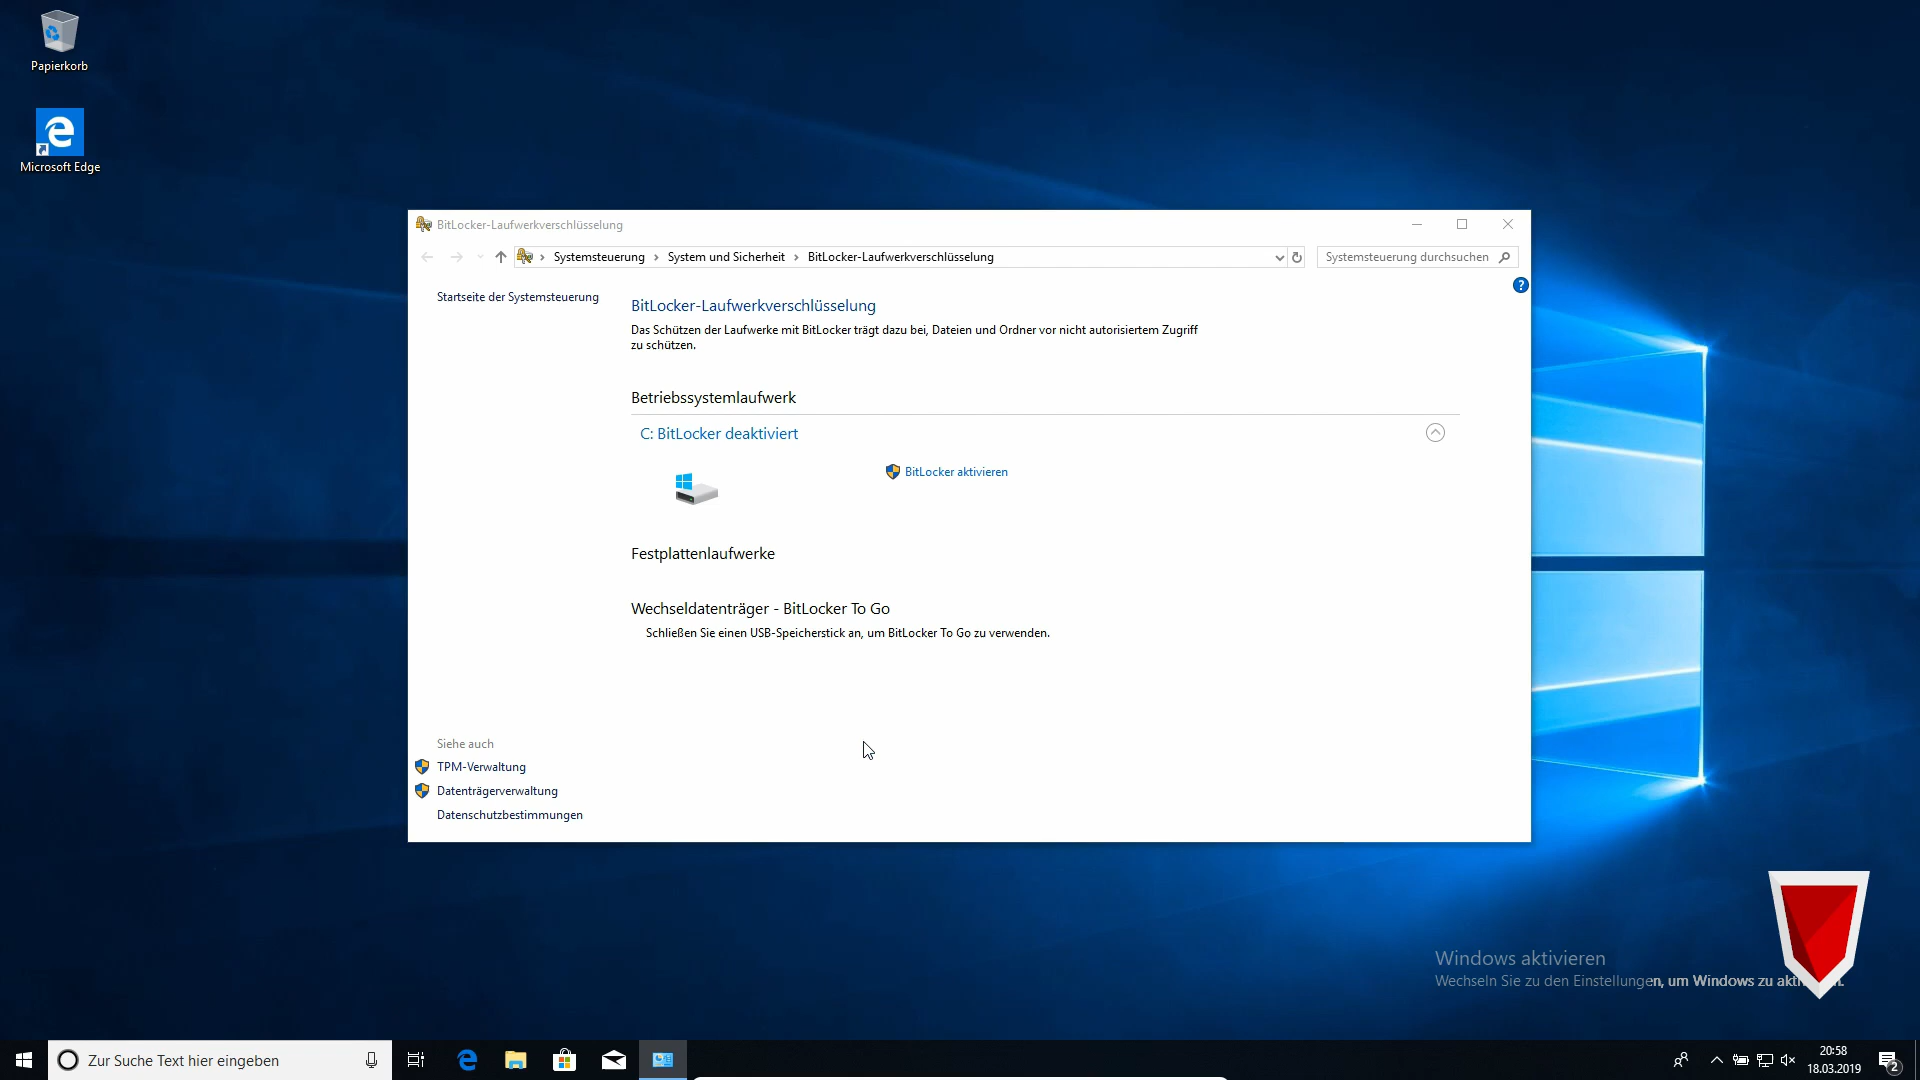 Papierkorb
Microsoft Edge
BitLocker-Laufwerkverschlüsselung
Systemsteuerung › System und Sicherheit › BitLocker-Laufwerkverschlüsselung
Systemsteuerung durchsuchen
?
Startseite der Systemsteuerung
BitLocker-Laufwerkverschlüsselung
Das Schützen der Laufwerke mit BitLocker trägt dazu bei, Dateien und Ordner vor nicht autorisiertem Zugriff
zu schützen.
Betriebssystemlaufwerk
C: BitLocker deaktiviert
BitLocker aktivieren
Festplattenlaufwerke
Wechseldatenträger - BitLocker To Go
Schließen Sie einen USB-Speicherstick an, um BitLocker To Go zu verwenden.
Siehe auch
TPM-Verwaltung
Datenträgerverwaltung
Datenschutzbestimmungen
Windows aktivieren
Wechseln Sie zu den Einstellungen, um Windows zu
Zur Suche Text hier eingeben
20:58
18.03.2019
2